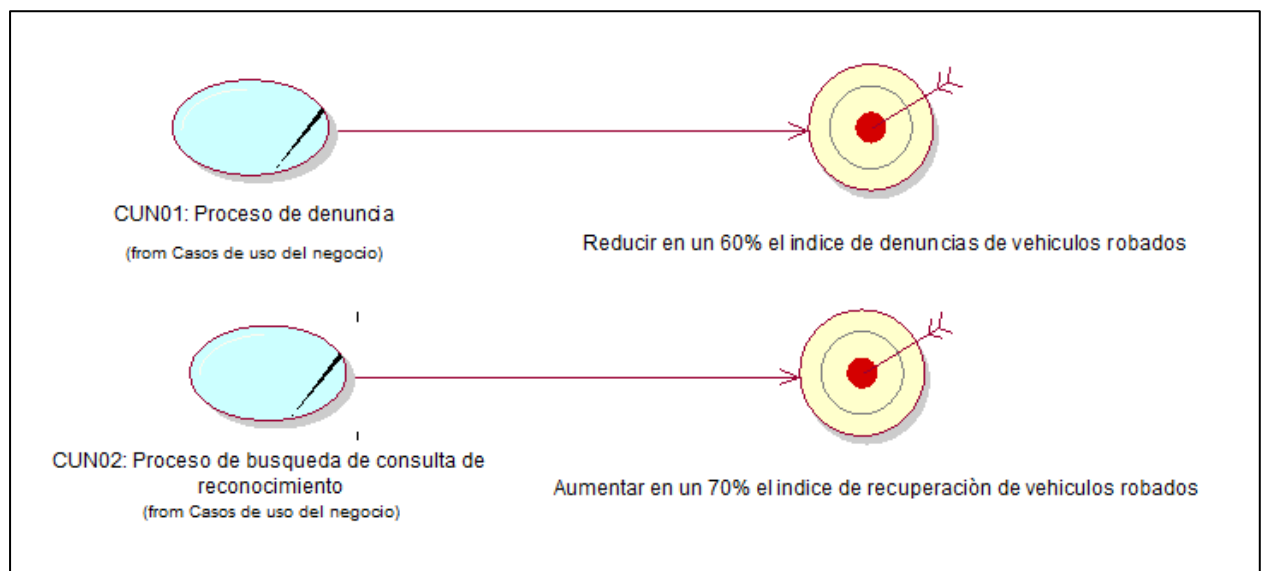 CUN01: Proceso de denuncia
(from Casos de uso del negocio)
Reducir en un 60% el indice de denuncias de vehiculos robados
CUN02: Proceso de busqueda de consulta de
reconocimiento
(from Casos de uso del negocio)
Aumentar en un 70% el indice de recuperaciòn de vehiculos robados